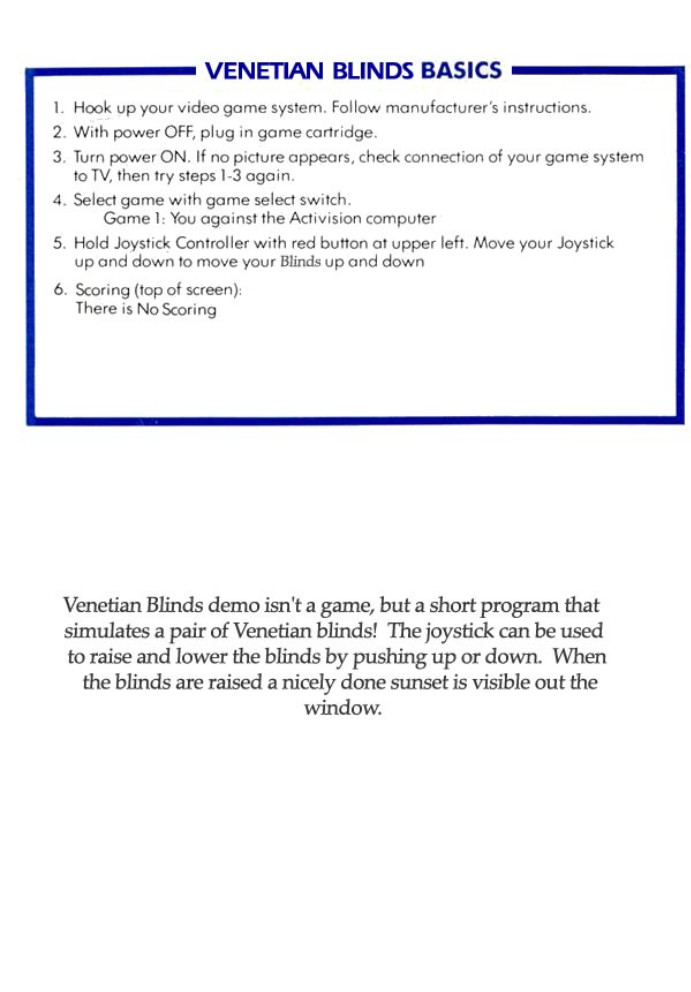 VENETIAN BLINDS BASICS
1. Hook up your video game system. Follow manufacturer's instructions.
2. With power OFF, plug in game cartridge.
3. Turn power ON. If no picture appears, check connection of your game system
to TV, then try steps 1-3 again.
4. Select game with game select switch.
Game 1: You against the Activision computer
5. Hold Joystick Controller with red button at upper left. Move your Joystick
up and down to move your Blinds up and down
6. Scoring (top of screen):
There is No Scoring
Venetian Blinds demo isn't a game, but a short program that
simulates a pair of Venetian blinds! The joystick can be used
to raise and lower the blinds by pushing up or down. When
the blinds are raised a nicely done sunset is visible out the
window.